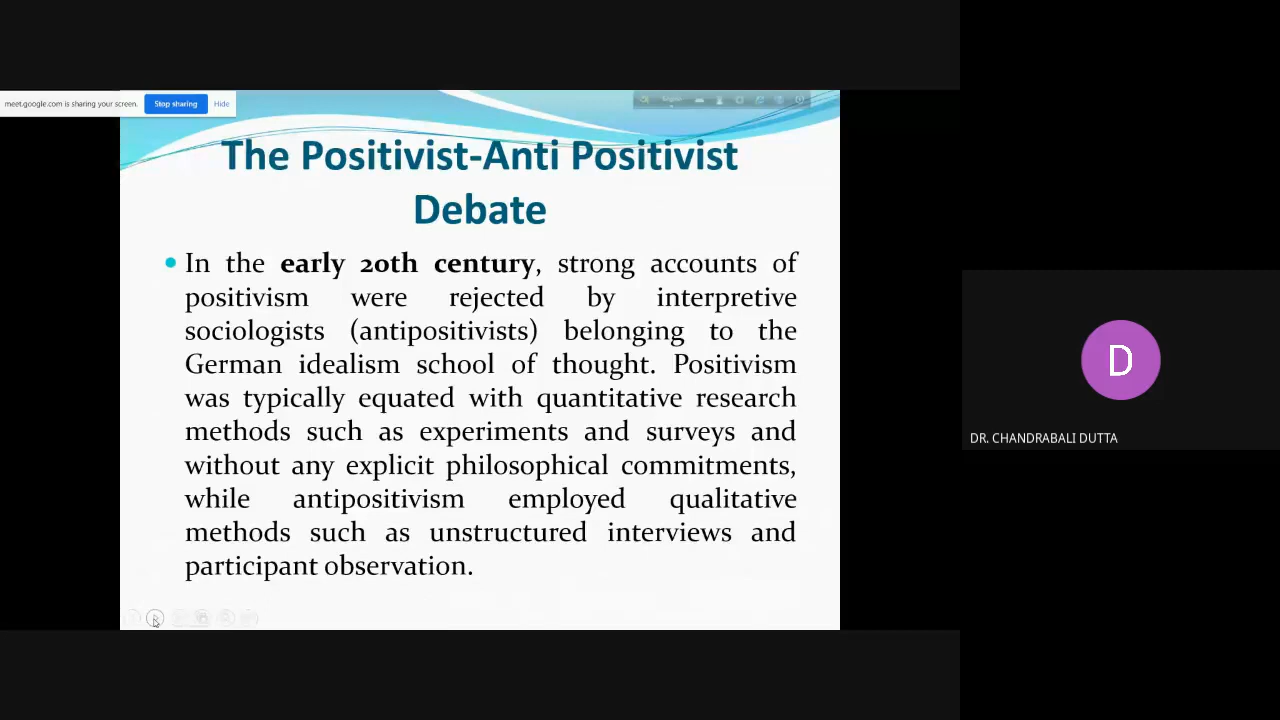 meet.google.com is sharing your screen.
Stop sharing
Hide
The Positivist-Anti Positivist
Debate
• In the early 20th century, strong accounts of
positivism were rejected by interpretive
sociologists (antipositivists) belonging to the
German idealism school of thought. Positivism
was typically equated with quantitative research
methods such as experiments and surveys and
without any explicit philosophical commitments,
while antipositivism employed qualitative
methods such as unstructured interviews and
participant observation.
D
DR. CHANDRABALI DUTTA